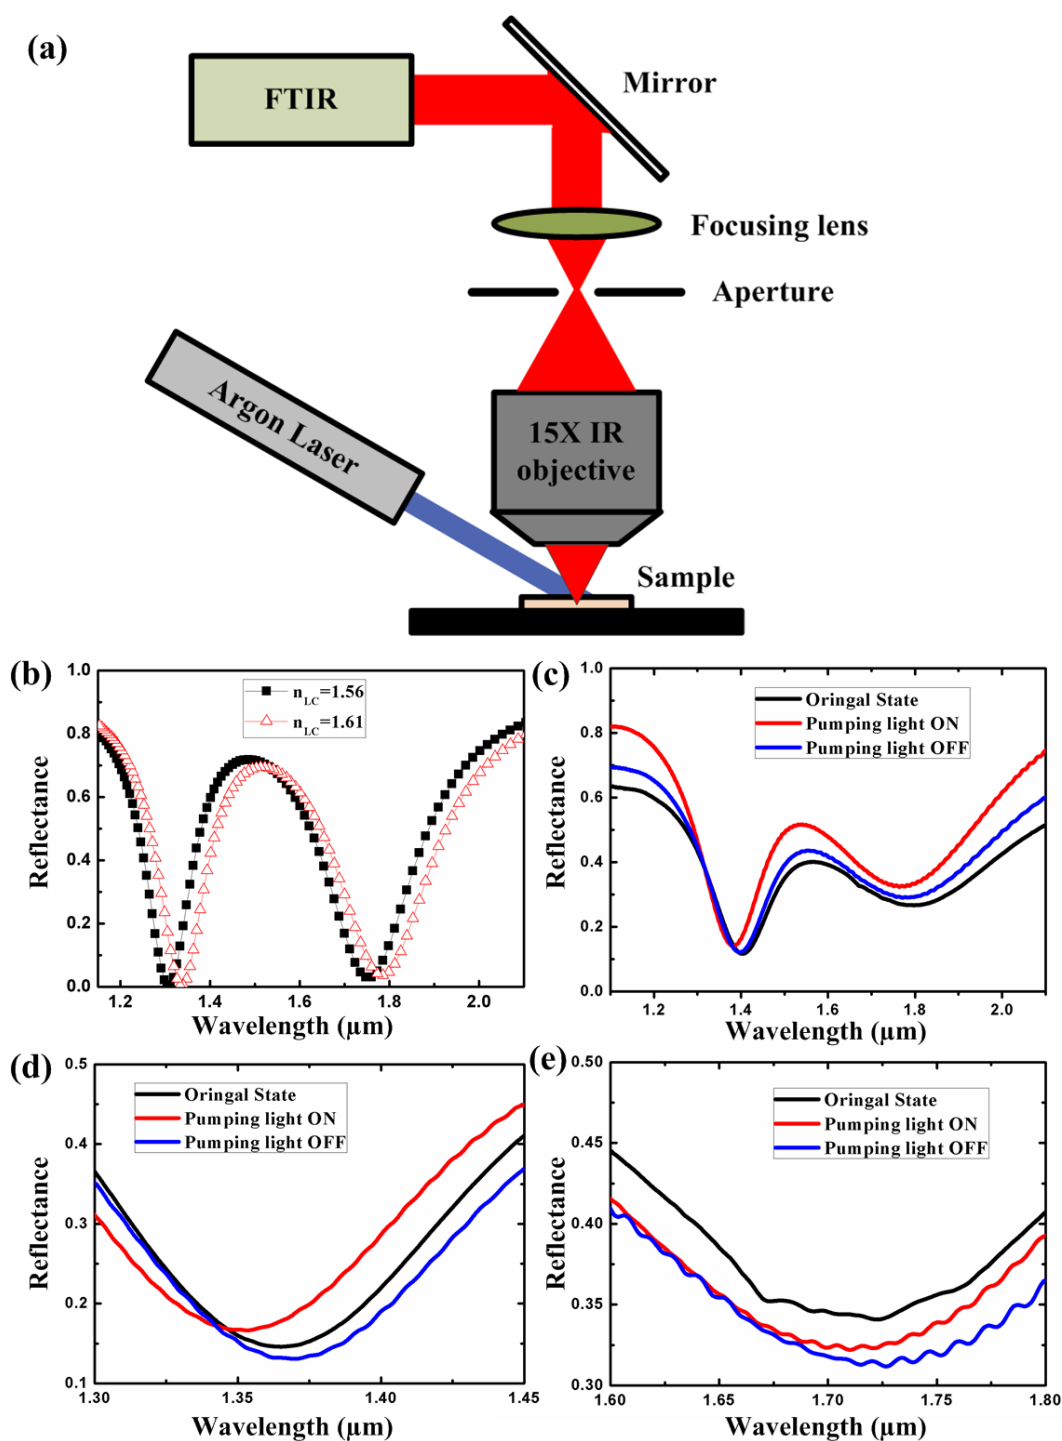 (a)
FTIR
Mirror
Focusing lens
Aperture
Argon Laser
15X IR
objective
Sample
(b)
n_LC=1.56
n_LC=1.61
1.0
0.8
0.6
0.4
0.2
0.0
Reflectance
1.2 1.4 1.6 1.8 2.0
Wavelength (µm)
(c)
Oringal State
Pumping light ON
Pumping light OFF
1.0
0.8
0.6
0.4
0.2
0.0
Reflectance
1.2 1.4 1.6 1.8 2.0
Wavelength (µm)
(d)
Oringal State
Pumping light ON
Pumping light OFF
0.5
0.4
0.3
0.2
0.1
Reflectance
1.30 1.35 1.40 1.45
Wavelength (µm)
(e)
Oringal State
Pumping light ON
Pumping light OFF
0.50
0.45
0.40
0.35
0.30
Reflectance
1.60 1.65 1.70 1.75 1.80
Wavelength (µm)